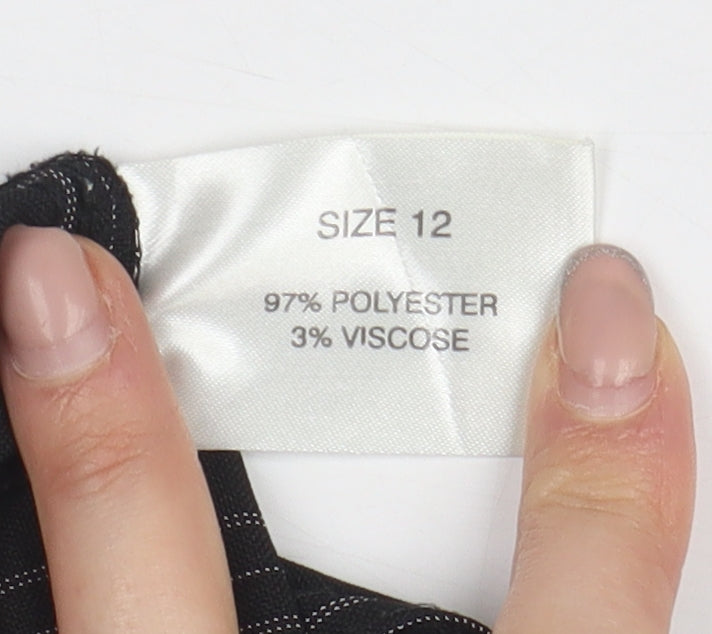 SIZE 12
97% POLYESTER
3% VISCOSE